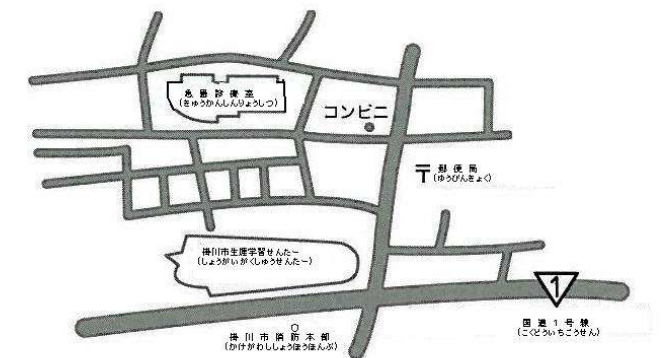 急患診療室
(きゅうかんしんりょうしつ)
コンビニ
〒 郵便局
(ゆうびんきょく)
掛川市生涯学習せんたー
(しょうがいがくしゅうせんたー)
1
国道1号線
(こくどういちごうせん)
掛川市消防本部
(かけがわししょうぼうほんぶ)